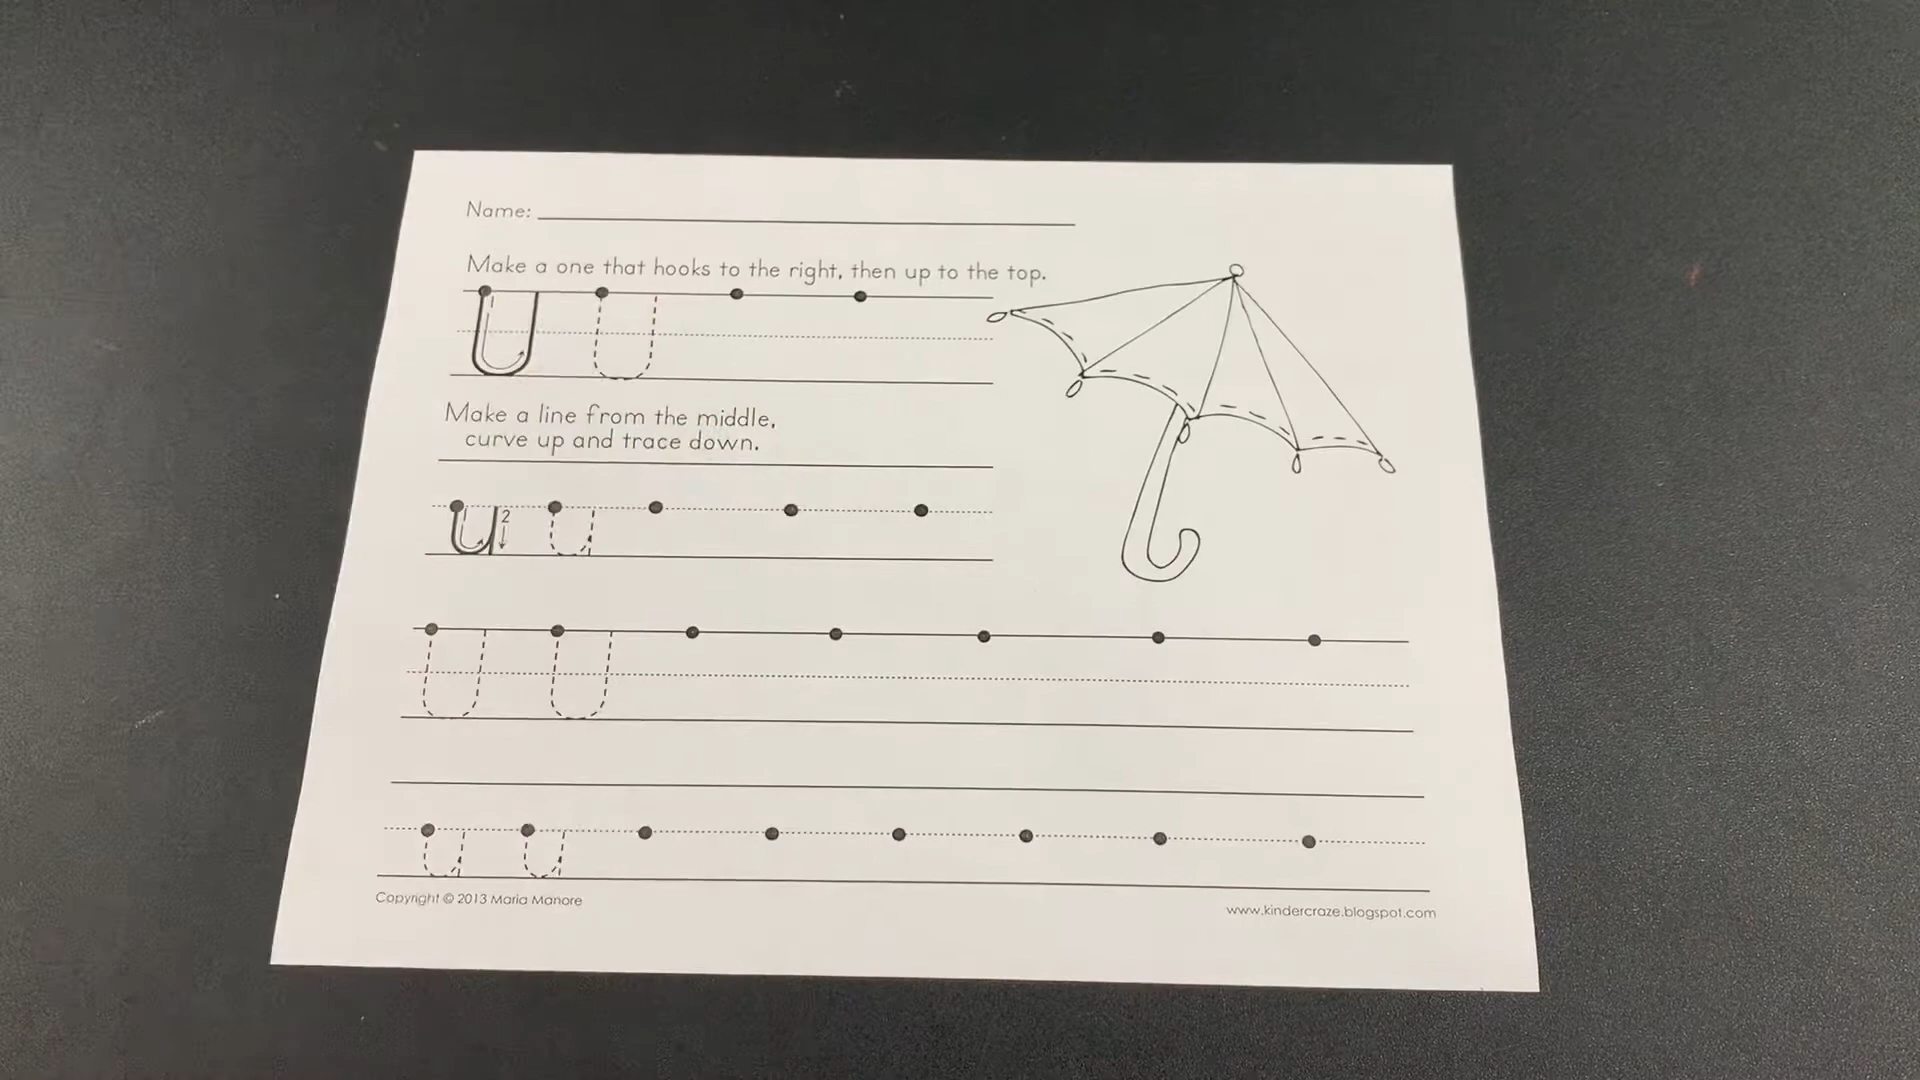 Name:
Make a one that hooks to the right, then up to the top.
U U
Make a line from the middle,
curve up and trace down.
u 2 u
U U
u u
Copyright © 2013 Maria Manore
www.kindercraze.blogspot.com